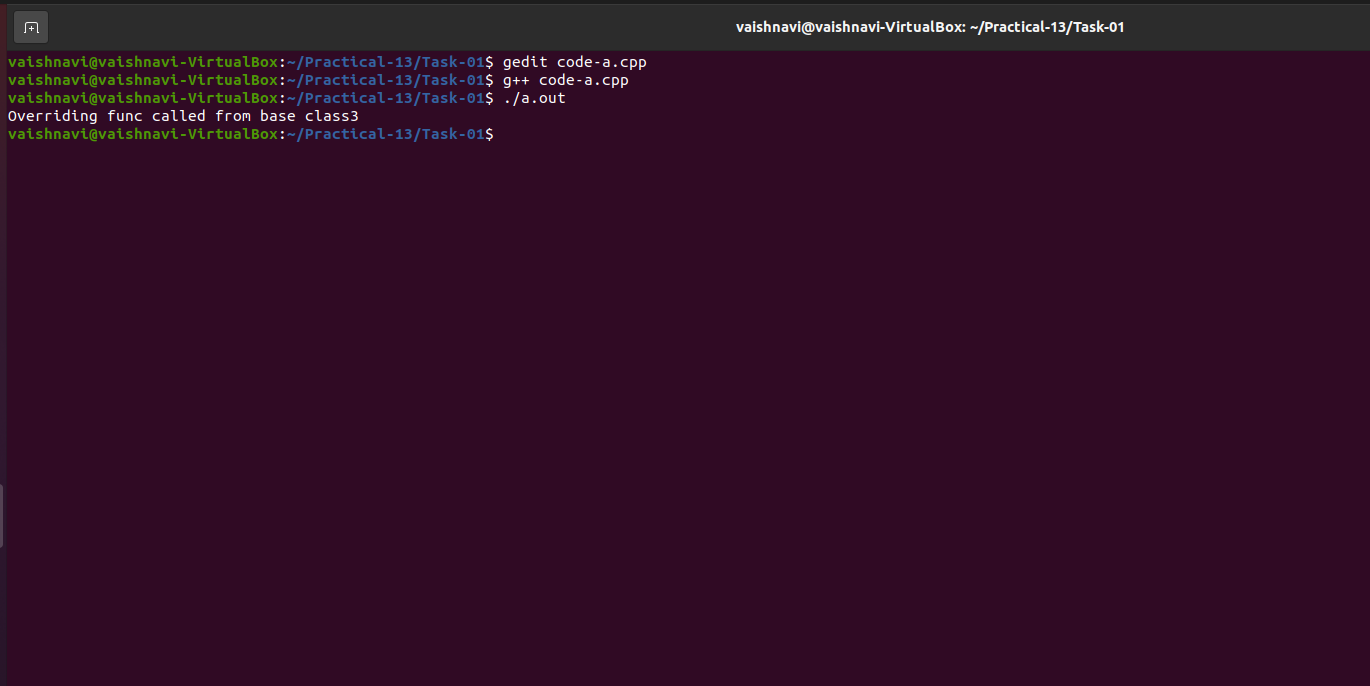 vaishnavi@vaishnavi-VirtualBox: ~/Practical-13/Task-01
vaishnavi@vaishnavi-VirtualBox:~/Practical-13/Task-01$ gedit code-a.cpp
vaishnavi@vaishnavi-VirtualBox:~/Practical-13/Task-01$ g++ code-a.cpp
vaishnavi@vaishnavi-VirtualBox:~/Practical-13/Task-01$ ./a.out
Overriding func called from base class3
vaishnavi@vaishnavi-VirtualBox:~/Practical-13/Task-01$